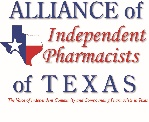 ALLIANCE of
Independent
Pharmacists
of TEXAS